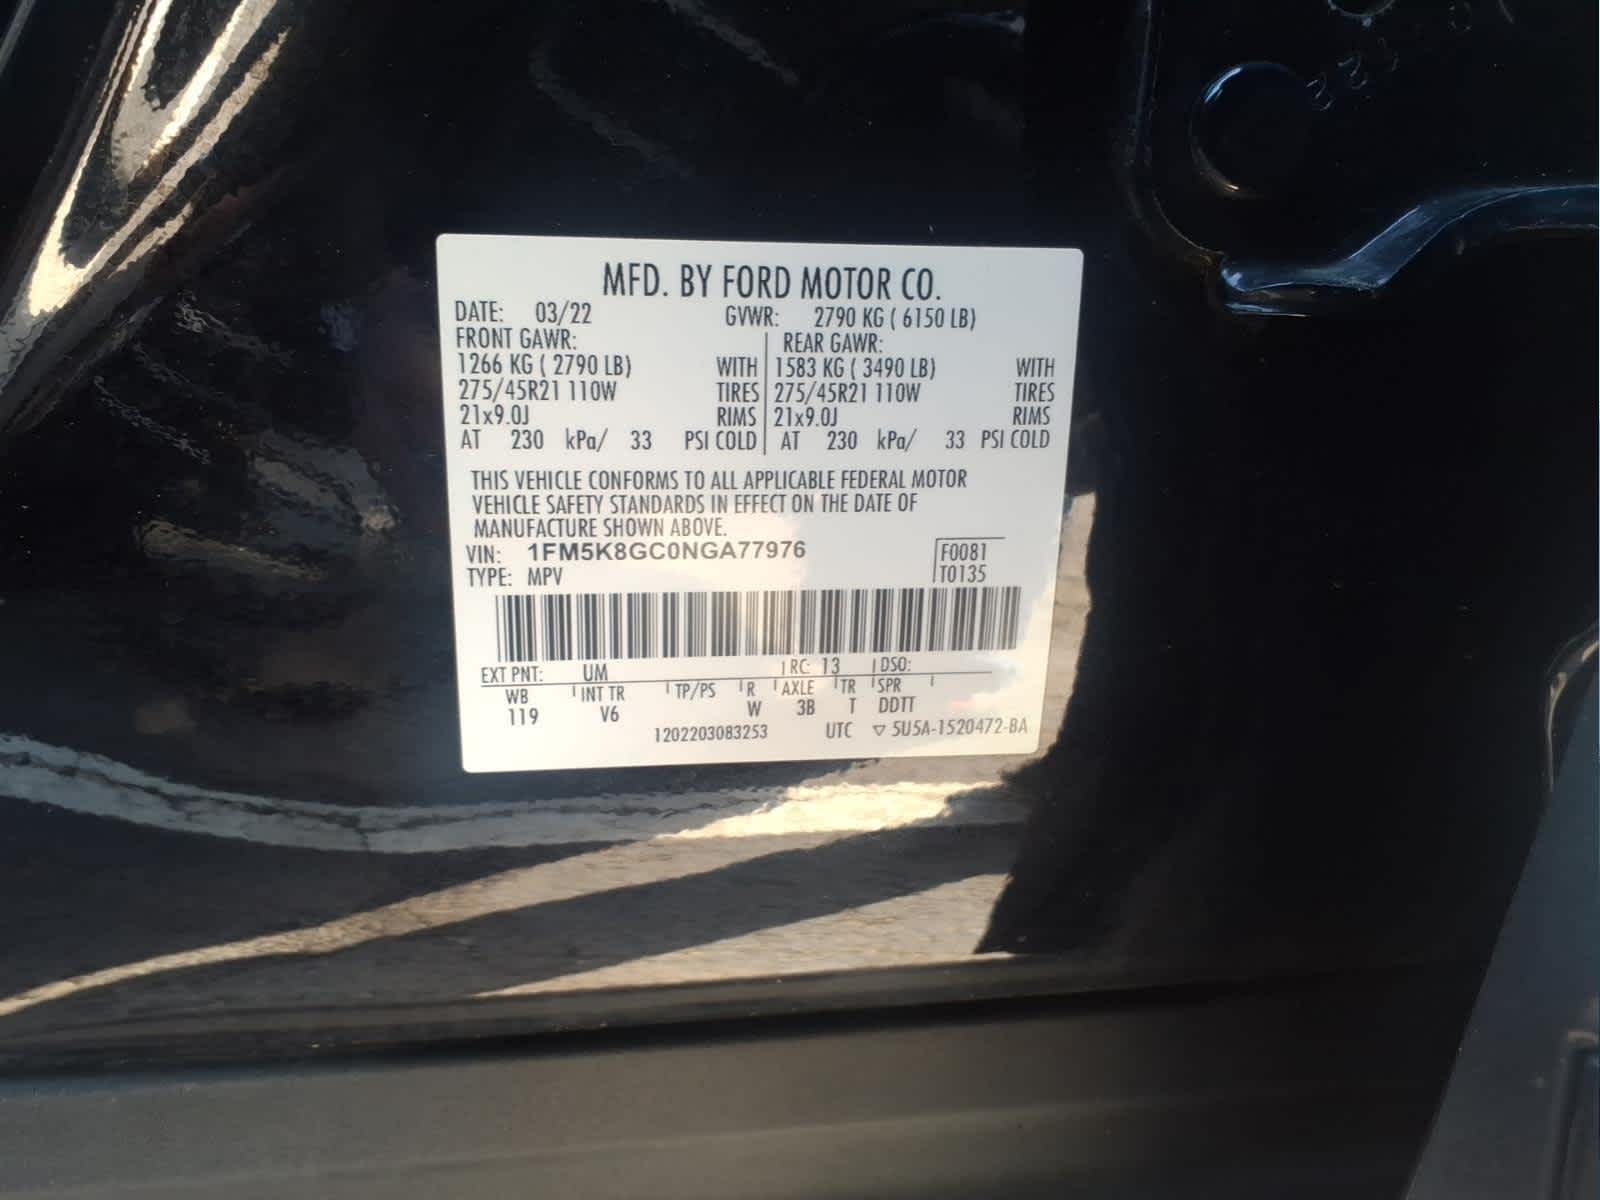 MFD. BY FORD MOTOR CO.
DATE: 03/22 GVWR: 2790 KG ( 6150 LB)
FRONT GAWR: REAR GAWR:
1266 KG ( 2790 LB) WITH 1583 KG ( 3490 LB) WITH
275/45R21 110W TIRES 275/45R21 110W TIRES
21x9.0J RIMS 21x9.0J RIMS
AT 230 kPa/ 33 PSI COLD AT 230 kPa/ 33 PSI COLD
THIS VEHICLE CONFORMS TO ALL APPLICABLE FEDERAL MOTOR
VEHICLE SAFETY STANDARDS IN EFFECT ON THE DATE OF
MANUFACTURE SHOWN ABOVE.
VIN: 1FM5K8GC0NGA77976 F0081
TYPE: MPV T0135
EXT PNT: UM RC: 13 DSO:
WB INT TR TP/PS R AXLE TR SPR
119 V6 W 3B T DDTT
1202203083253 UTC ▽ 5U5A-1520472-BA